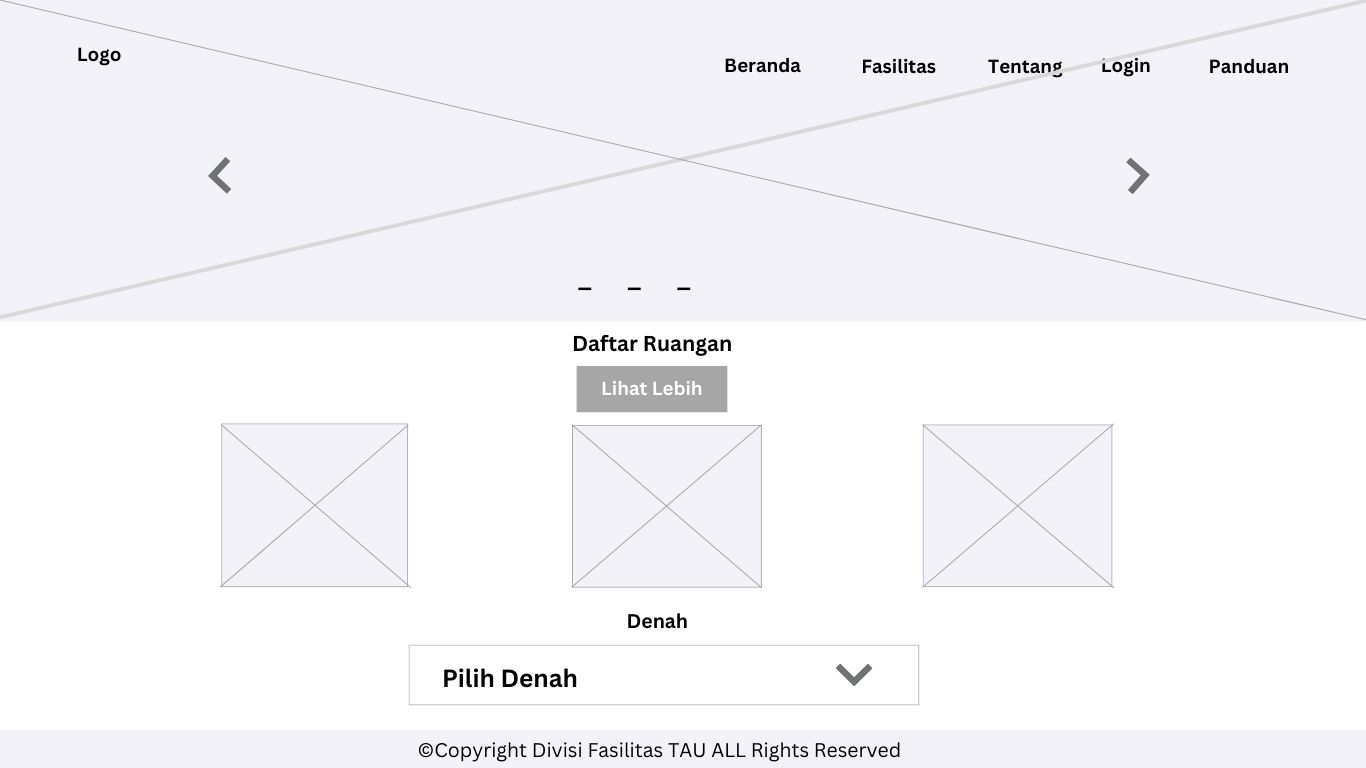 Logo
Beranda Fasilitas Tentang Login Panduan
Daftar Ruangan
Lihat Lebih
Denah
Pilih Denah
©Copyright Divisi Fasilitas TAU ALL Rights Reserved